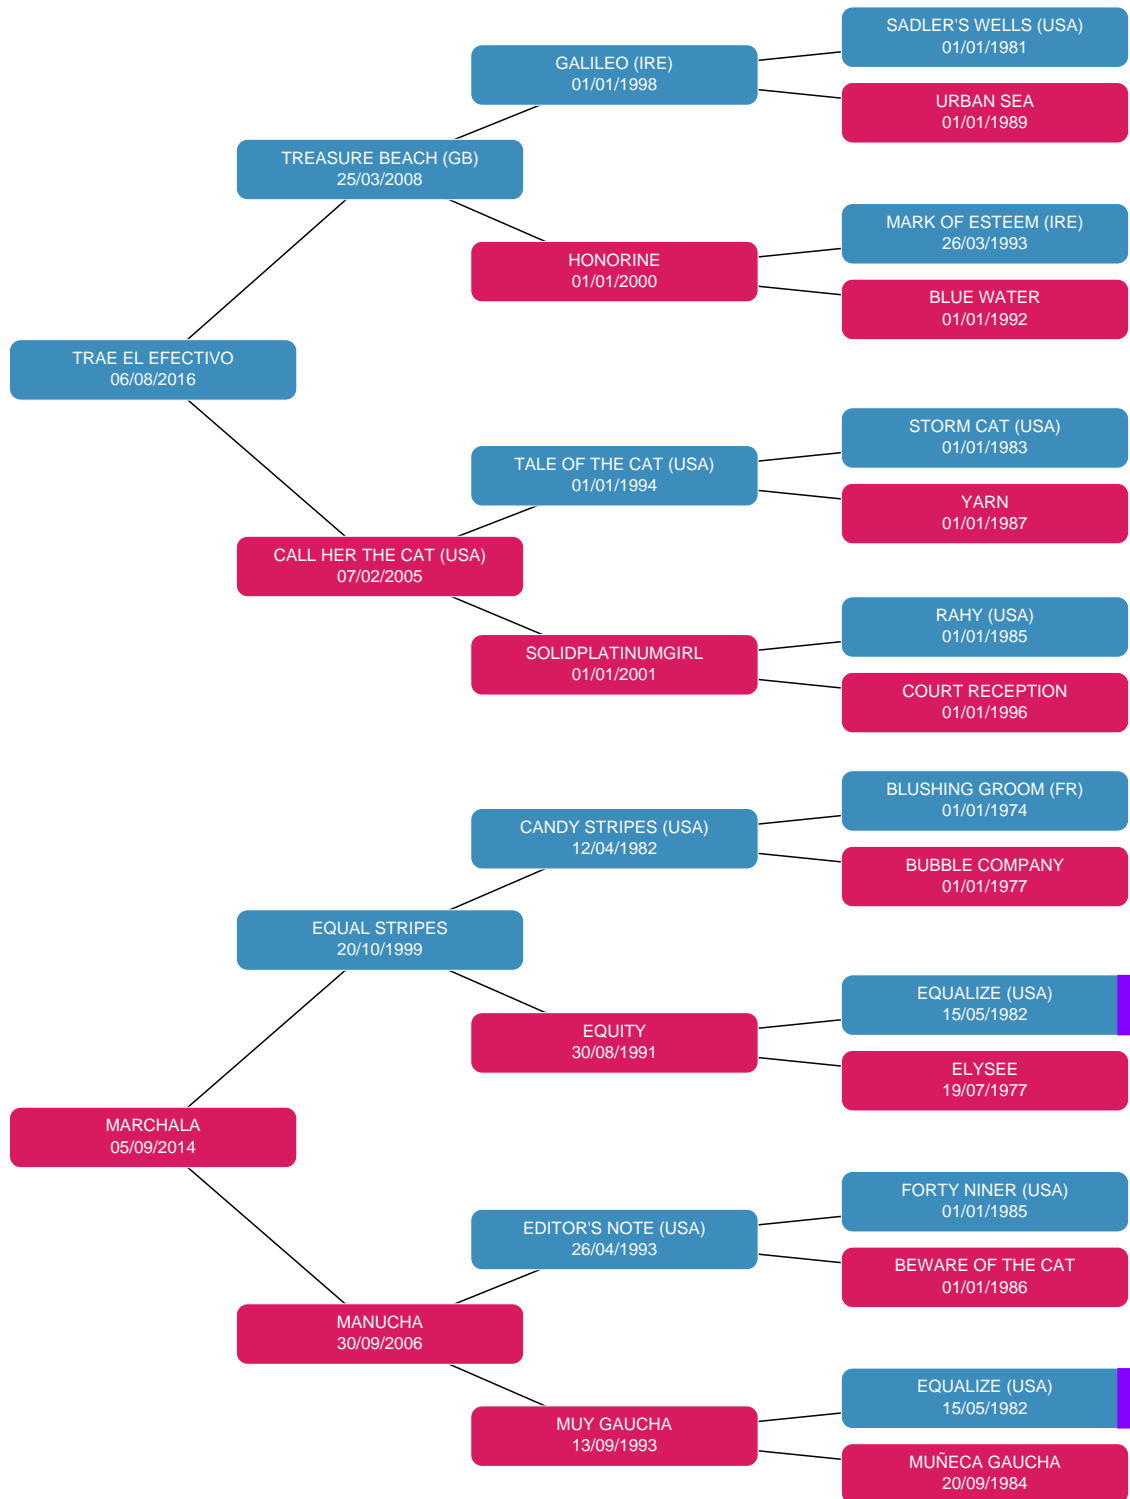 SADLER'S WELLS (USA)
01/01/1981
GALILEO (IRE)
01/01/1998
URBAN SEA
01/01/1989
TREASURE BEACH (GB)
25/03/2008
MARK OF ESTEEM (IRE)
26/03/1993
HONORINE
01/01/2000
BLUE WATER
01/01/1992
TRAE EL EFECTIVO
06/08/2016
STORM CAT (USA)
01/01/1983
TALE OF THE CAT (USA)
01/01/1994
YARN
01/01/1987
CALL HER THE CAT (USA)
07/02/2005
RAHY (USA)
01/01/1985
SOLIDPLATINUMGIRL
01/01/2001
COURT RECEPTION
01/01/1996
BLUSHING GROOM (FR)
01/01/1974
CANDY STRIPES (USA)
12/04/1982
BUBBLE COMPANY
01/01/1977
EQUAL STRIPES
20/10/1999
EQUALIZE (USA)
15/05/1982
EQUITY
30/08/1991
ELYSEE
19/07/1977
MARCHALA
05/09/2014
FORTY NINER (USA)
01/01/1985
EDITOR'S NOTE (USA)
26/04/1993
BEWARE OF THE CAT
01/01/1986
MANUCHA
30/09/2006
EQUALIZE (USA)
15/05/1982
MUY GAUCHA
13/09/1993
MUÑECA GAUCHA
20/09/1984